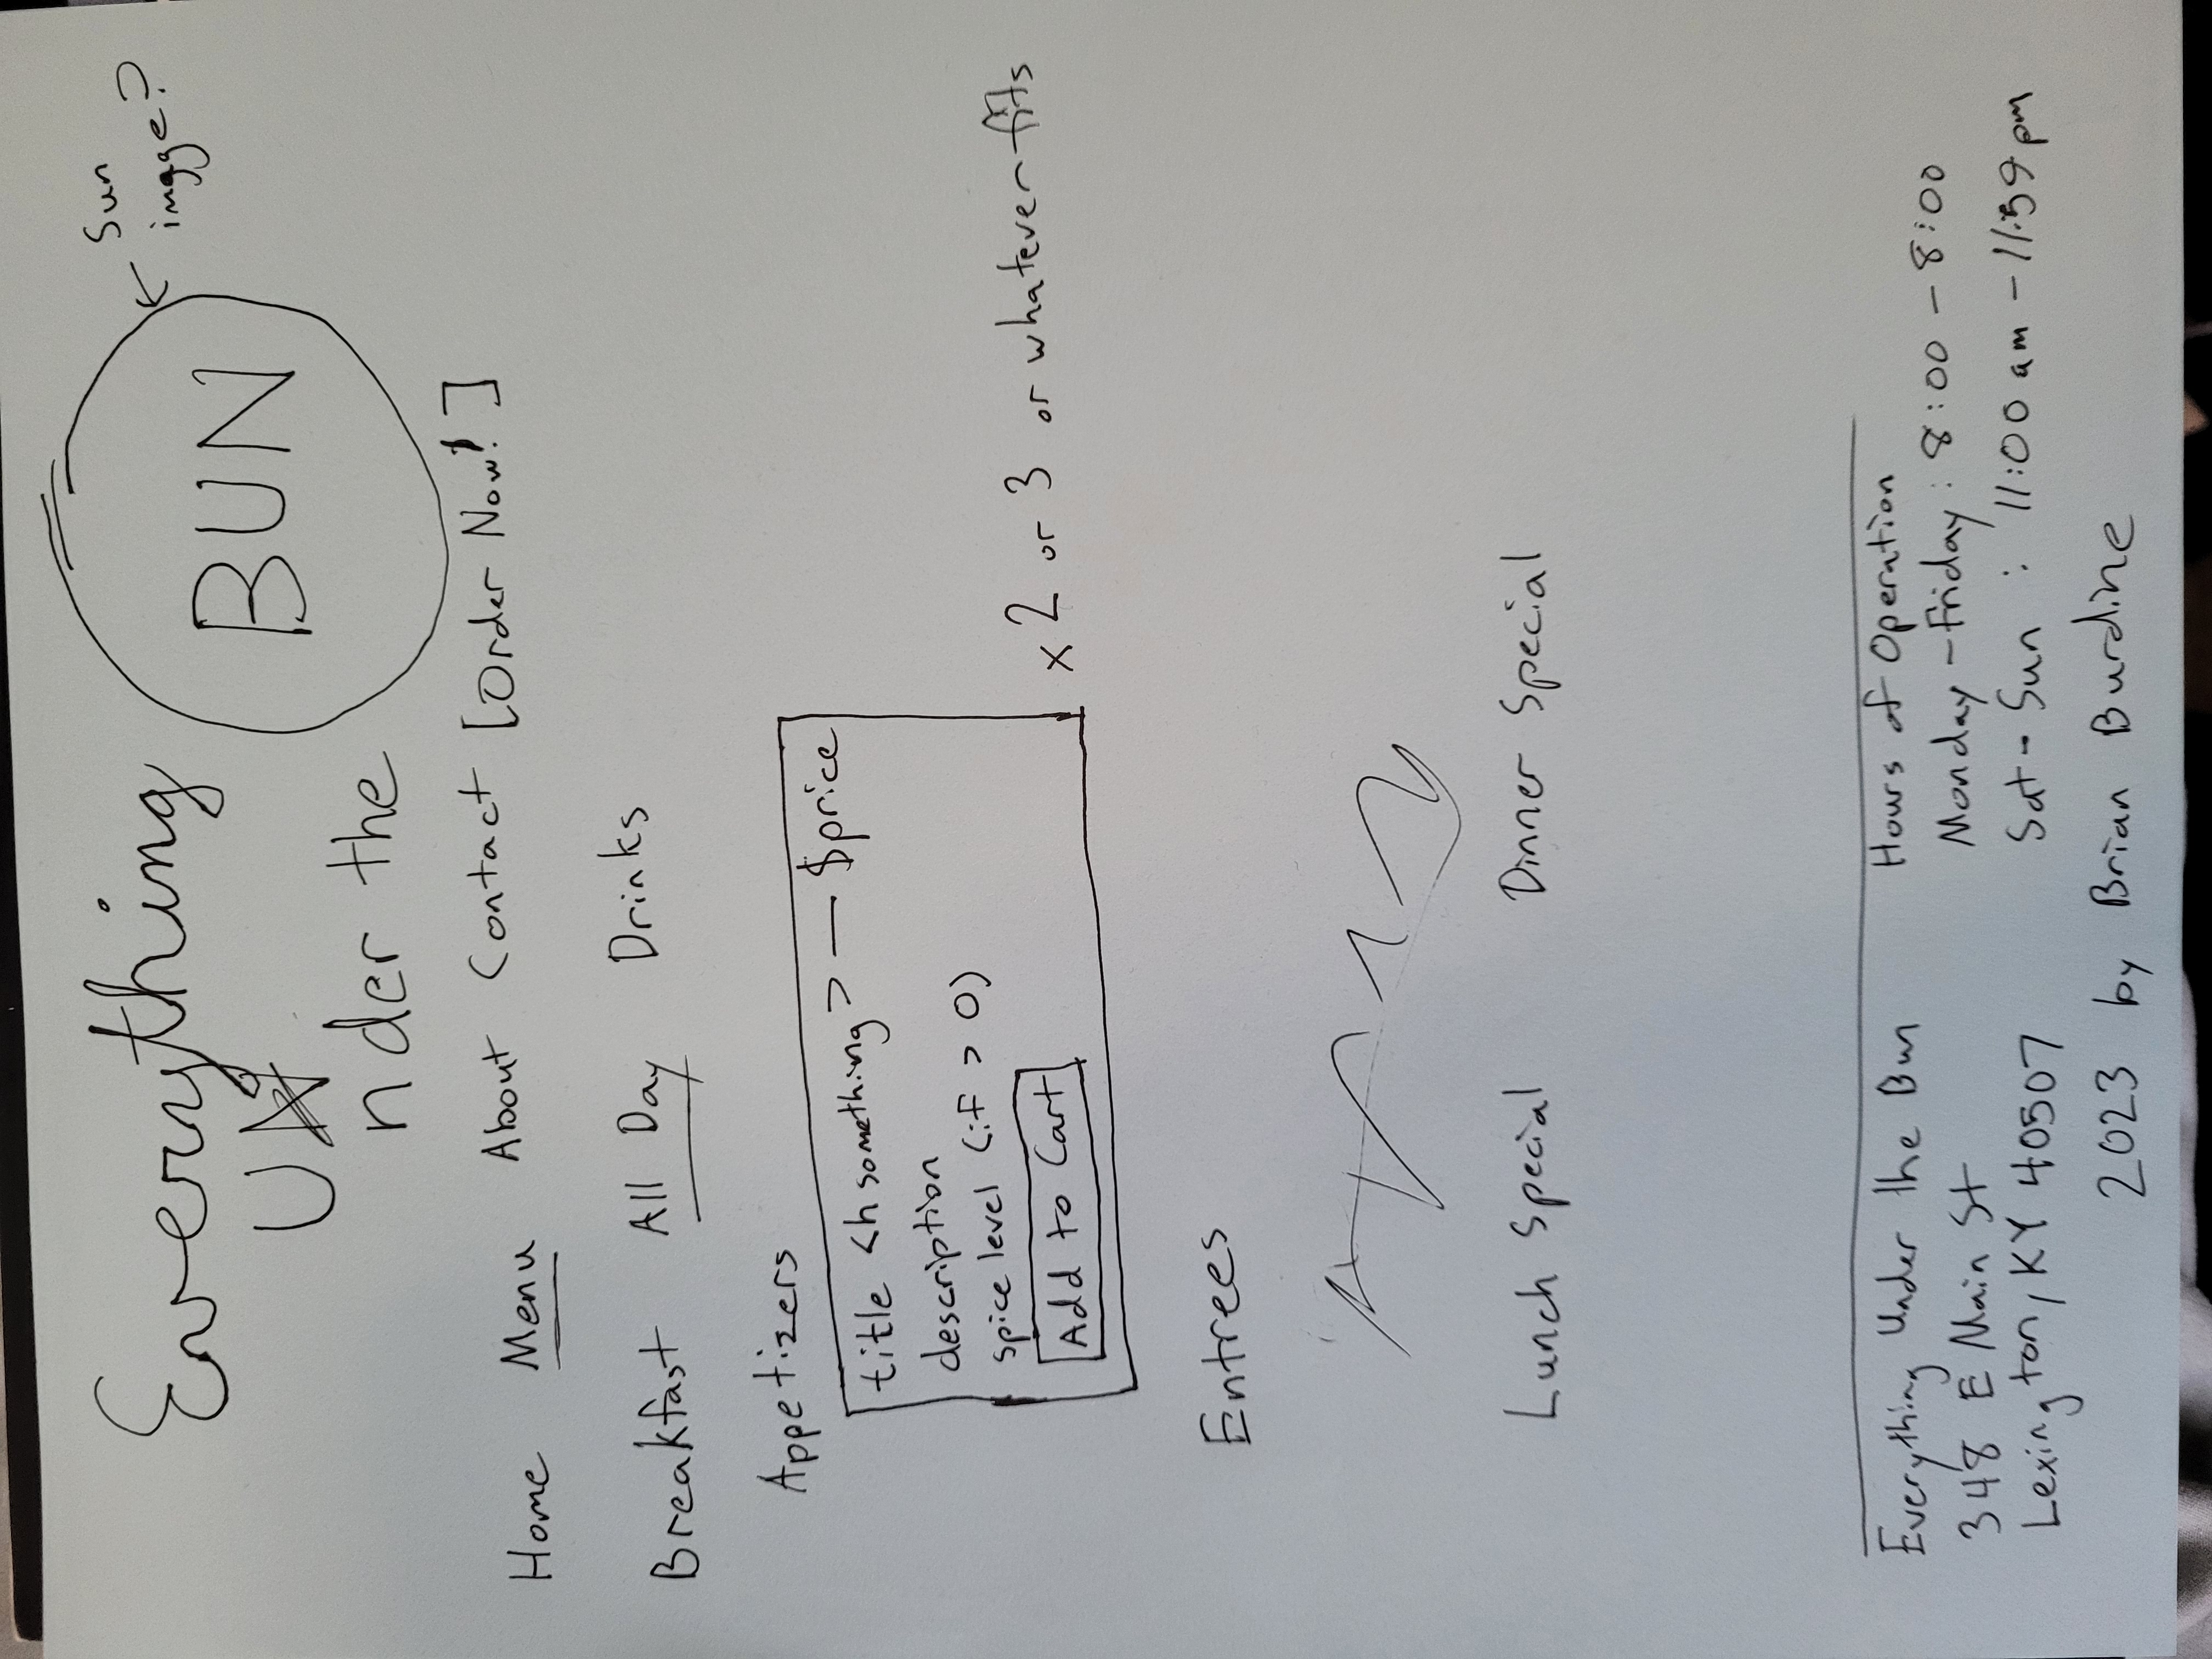 Everything
UN
nder the
BUN
Sun
image?
Home Menu About Contact [Order Now!]
Breakfast All Day Drinks
Appetizers
title <h something> — $price
description
spice level (if > 0)
Add to Cart
x 2 or 3 or whatever fits
Entrees
Lunch Special Dinner Special
Everything Under the Bun
348 E Main St
Lexington, KY 40507
Hours of Operation
Monday - Friday : 8:00 - 8:00
Sat - Sun : 11:00 am - 11:59 pm
2023 by Brian Burdine